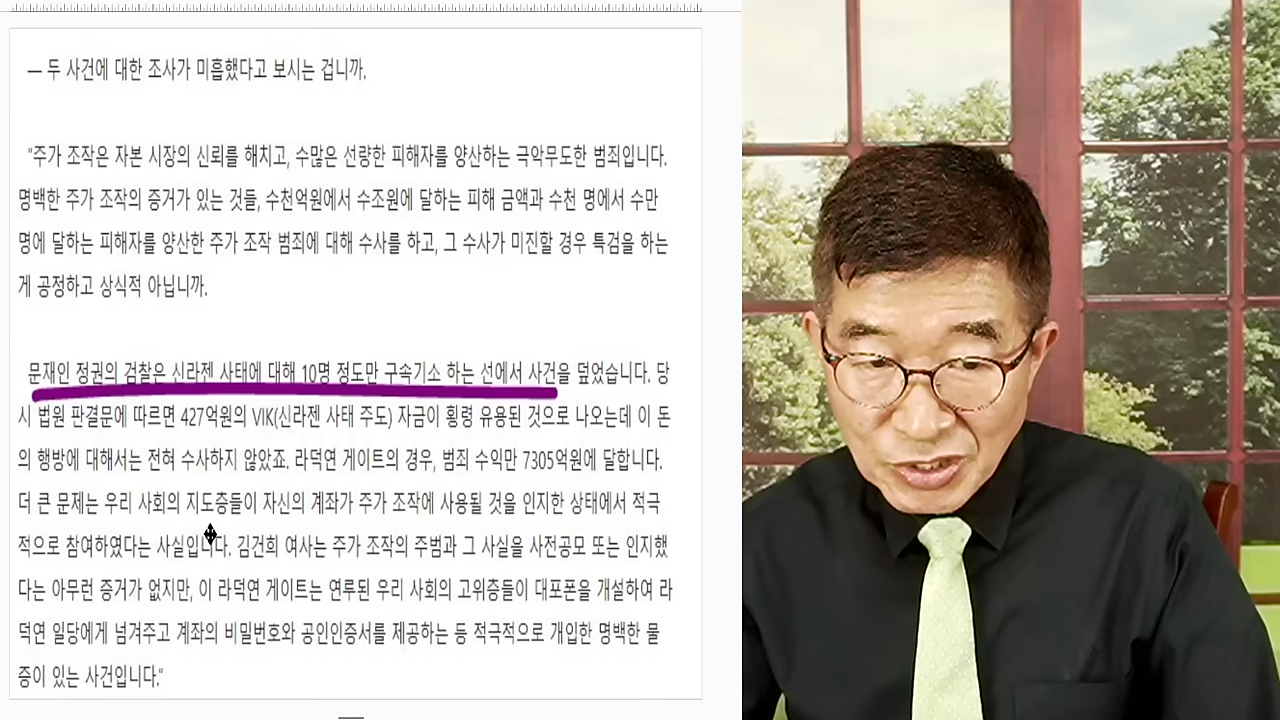 — 두 사건에 대한 조사가 미흡했다고 보시는 겁니까.
"주가 조작은 자본 시장의 신뢰를 해치고, 수많은 선량한 피해자를 양산하는 극악무도한 범죄입니다.
명백한 주가 조작의 증거가 있는 것들, 수천억원에서 수조원에 달하는 피해 금액과 수천 명에서 수만
명에 달하는 피해자를 양산한 주가 조작 범죄에 대해 수사를 하고, 그 수사가 미진할 경우 특검을 하는
게 공정하고 상식적 아닙니까.
문재인 정권의 검찰은 신라젠 사태에 대해 10명 정도만 구속기소 하는 선에서 사건을 덮었습니다. 당
시 법원 판결문에 따르면 427억원의 VIK(신라젠 사태 주도) 자금이 횡령 유용된 것으로 나오는데 이 돈
의 행방에 대해서는 전혀 수사하지 않았죠. 라덕연 게이트의 경우, 범죄 수익만 7305억원에 달합니다.
더 큰 문제는 우리 사회의 지도층들이 자신의 계좌가 주가 조작에 사용될 것을 인지한 상태에서 적극
적으로 참여하였다는 사실입니다. 김건희 여사는 주가 조작의 주범과 그 사실을 사전공모 또는 인지했
다는 아무런 증거가 없지만, 이 라덕연 게이트는 연루된 우리 사회의 고위층들이 대포폰을 개설하여 라
덕연 일당에게 넘겨주고 계좌의 비밀번호와 공인인증서를 제공하는 등 적극적으로 개입한 명백한 물
증이 있는 사건입니다."